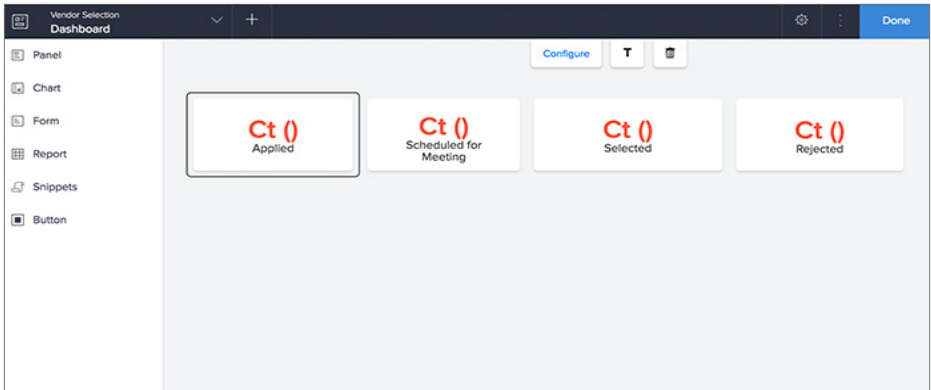 Vendor Selection
Dashboard
Done
Panel
Chart
Form
Report
Snippets
Button
Configure
T
Ct ()
Applied
Ct ()
Scheduled for
Meeting
Ct ()
Selected
Ct ()
Rejected